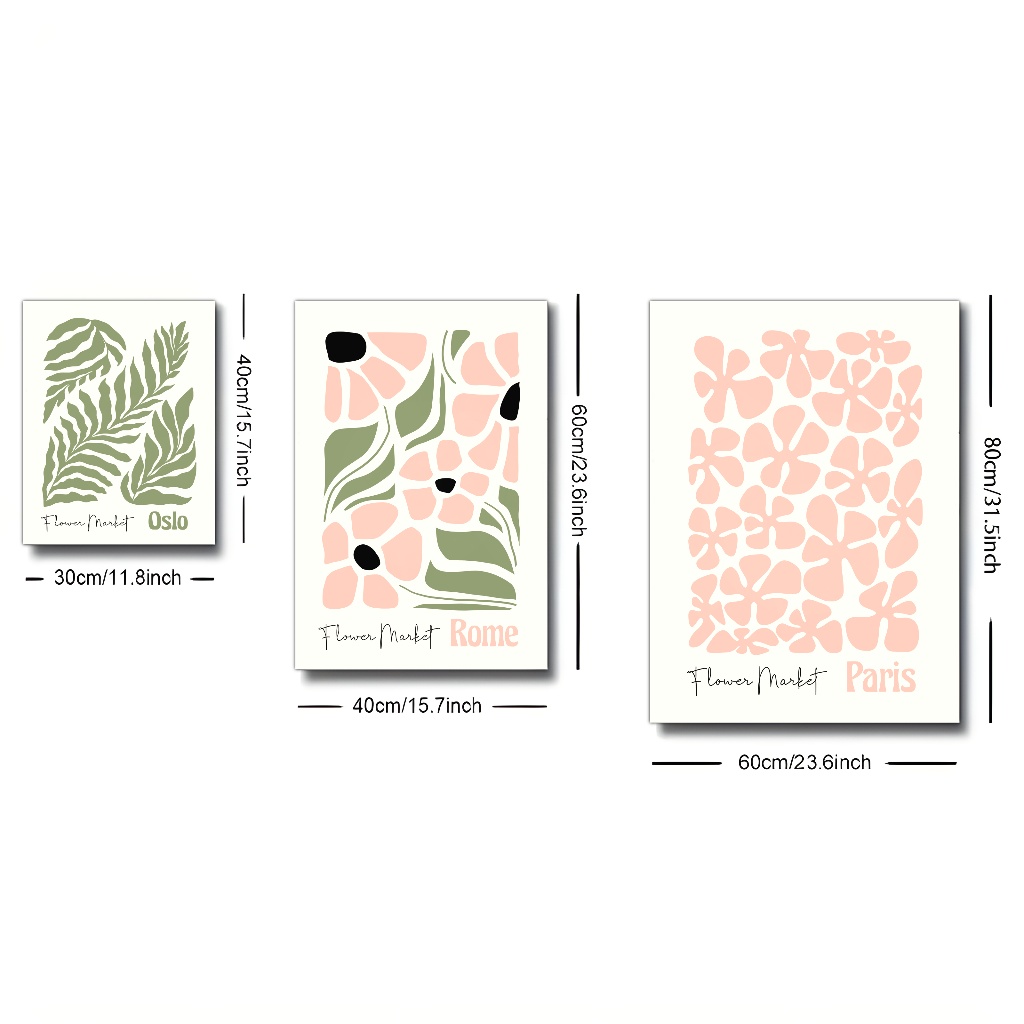 Flower Market Oslo
40cm/15.7inch
30cm/11.8inch
Flower Market Rome
60cm/23.6inch
40cm/15.7inch
Flower Market Paris
80cm/31.5inch
60cm/23.6inch